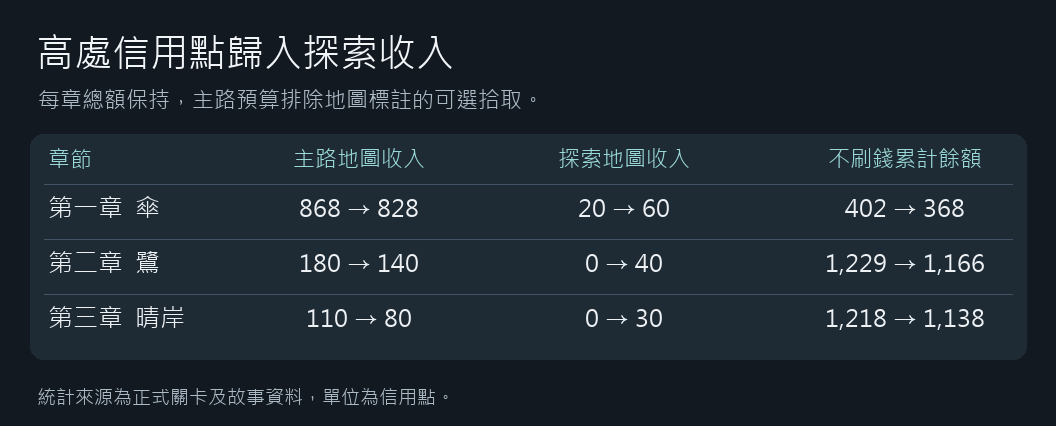 高處信用點歸入探索收入
每章總額保持，主路預算排除地圖標註的可選拾取。
章節 主路地圖收入 探索地圖收入 不刷錢累計餘額
第一章 傘 868 → 828 20 → 60 402 → 368
第二章 鷺 180 → 140 0 → 40 1,229 → 1,166
第三章 晴岸 110 → 80 0 → 30 1,218 → 1,138
統計來源為正式關卡及故事資料，單位為信用點。